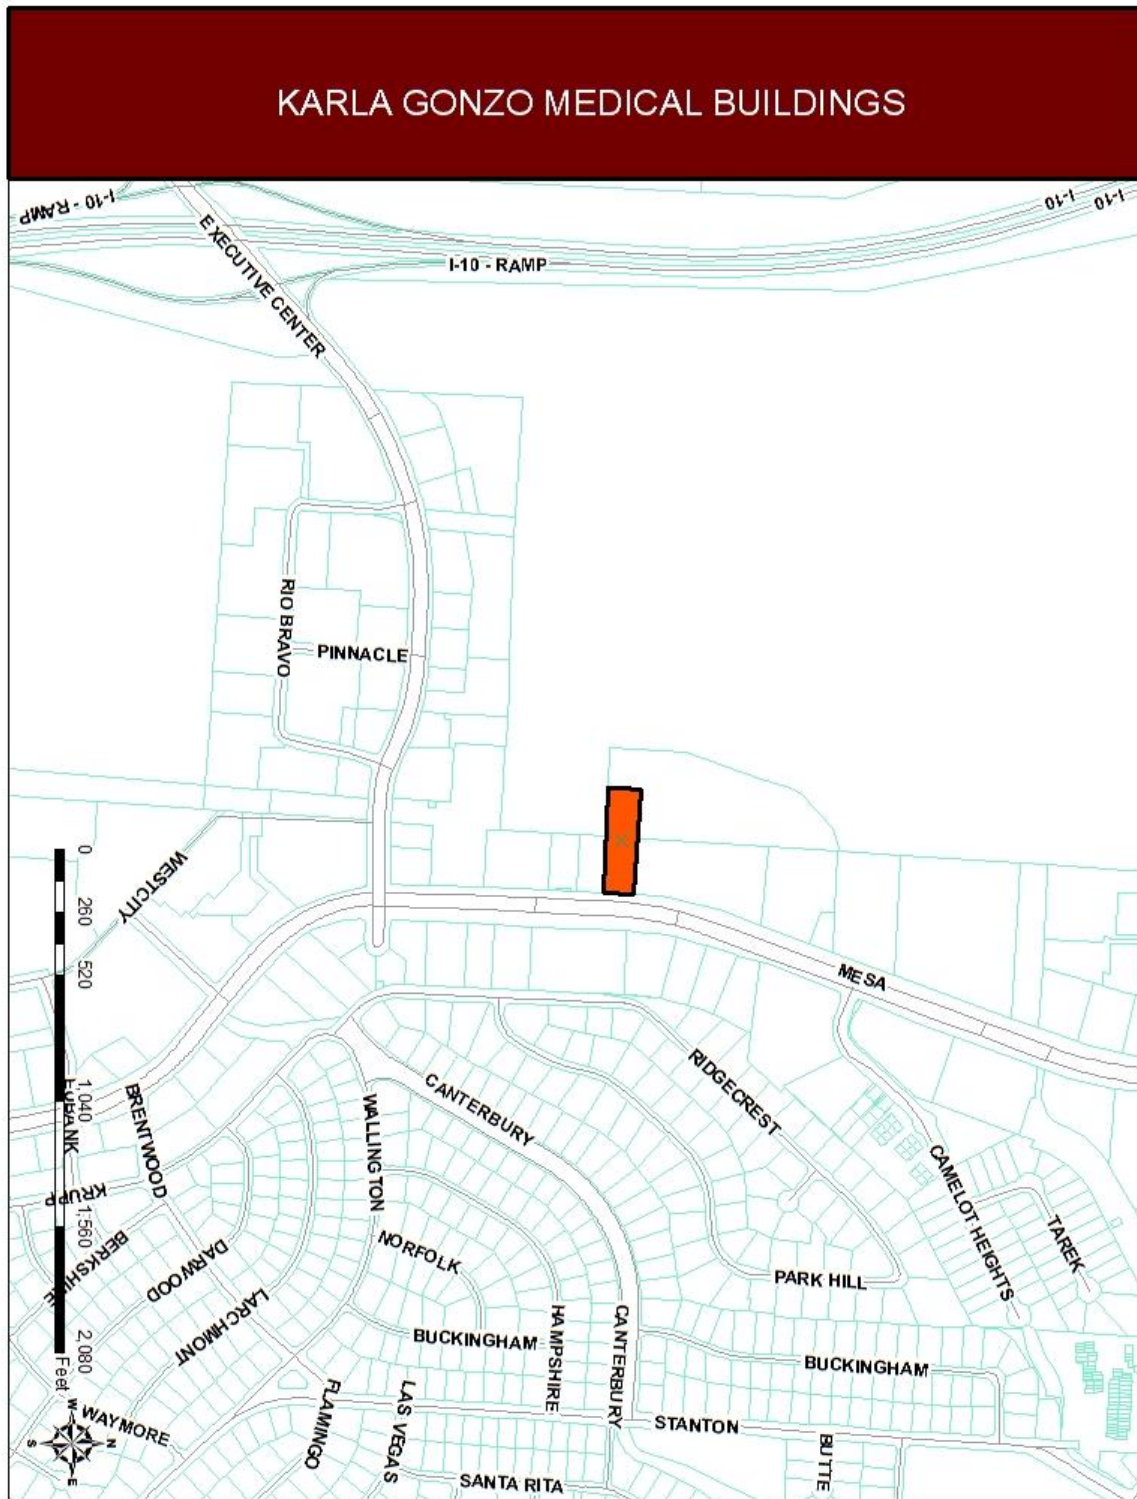 KARLA GONZO MEDICAL BUILDINGS
I-10 - RAMP
EXECUTIVE CENTER
I-10 - RAMP
I-10
I-10
RIO BRAVO
PINNACLE
WESTCITY
MESA
RIDGECREST
CANTERBURY
WALLINGTON
BRENTWOOD
EUBANK
KRUPP
BERKSHIRE
DARWOOD
LARCHMONT
NORFOLK
CAMELOT HEIGHTS
TAREK
PARK HILL
HAMPSHIRE
CANTERBURY
BUCKINGHAM
BUCKINGHAM
STANTON
FLAMINGO
LAS VEGAS
SANTA RITA
BUTTE
WAYMORE
0
260
520
1,040
1,560
2,080
Feet
W
N
S
E